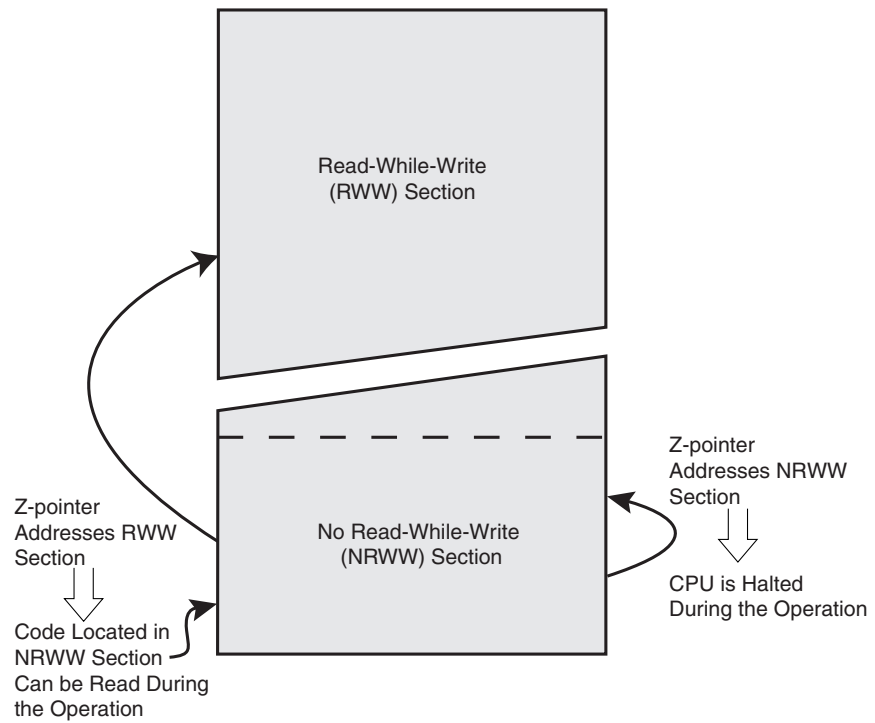 Read-While-Write
(RWW) Section
Z-pointer
Addresses NRWW
Section
Z-pointer
Addresses RWW
Section
No Read-While-Write
(NRWW) Section
CPU is Halted
During the Operation
Code Located in
NRWW Section
Can be Read During
the Operation